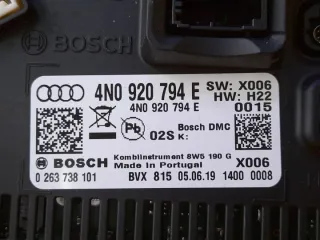 BOSCH
4N0 920 794 E
SW: X006
4N0 920 794 E
HW: H22
0015
Pb
02S K:
Bosch DMC
BOSCH
Kombiinstrument 8W5 190 G
Made in Portugal
X006
0 263 738 101
BVX 815 05.06.19 1400 0008